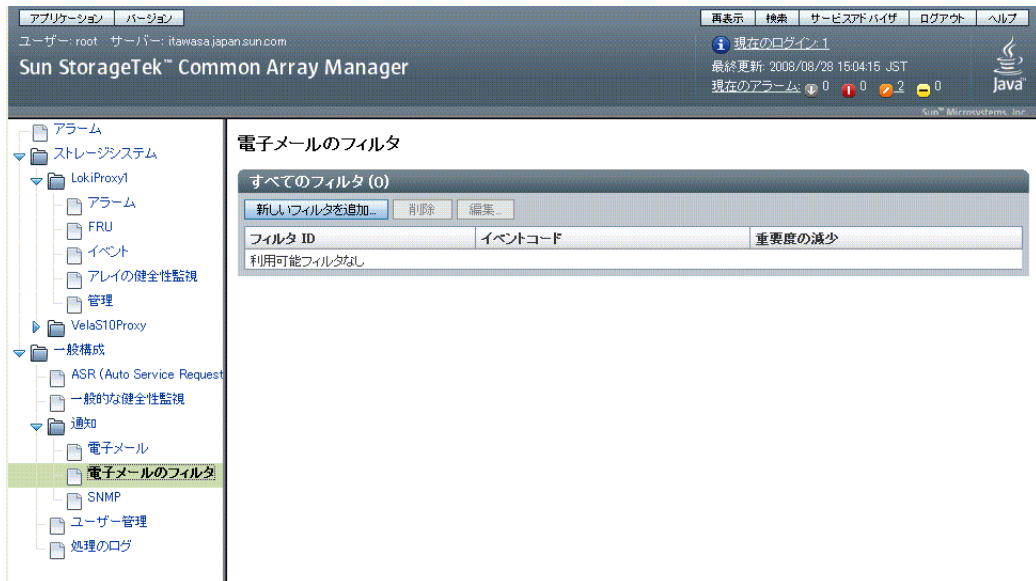 アプリケーション バージョン 再表示 検索 サービスアドバイザ ログアウト ヘルプ
ユーザー: root サーバー: itawasa.japan.sun.com
現在のログイン: 1
Sun StorageTek™ Common Array Manager
最終更新: 2008/08/28 15:04:15 JST
現在のアラーム: 0 0 2 0
Java™
Sun™ Microsystems, Inc.
アラーム
ストレージシステム
LokiProxy1
アラーム
FRU
イベント
アレイの健全性監視
管理
VelaS10Proxy
一般構成
ASR (Auto Service Request
一般的な健全性監視
通知
電子メール
電子メールのフィルタ
SNMP
ユーザー管理
処理のログ
電子メールのフィルタ
すべてのフィルタ (0)
新しいフィルタを追加... 削除 編集...
フィルタ ID イベントコード 重要度の減少
利用可能フィルタなし